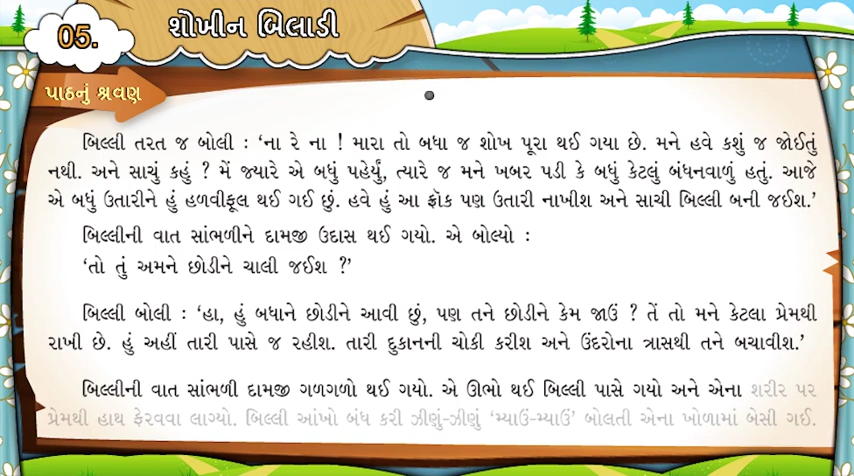 05.
શોખીન બિલાડી
પાઠનું શ્રવણ
બિલ્લી તરત જ બોલી : ‘ના રે ના ! મારા તો બધા જ શોખ પૂરા થઈ ગયા છે. મને હવે કશું જ જોઈતું
નથી. અને સાચું કહું ? મેં જ્યારે એ બધું પહેર્યું, ત્યારે જ મને ખબર પડી કે બધું કેટલું બંધનવાળું હતું. આજે
એ બધું ઉતારીને હું હળવીફૂલ થઈ ગઈ છું. હવે હું આ ફ્રૉક પણ ઉતારી નાખીશ અને સાચી બિલ્લી બની જઈશ.’
બિલ્લીની વાત સાંભળીને દામજી ઉદાસ થઈ ગયો. એ બોલ્યો :
‘તો તું અમને છોડીને ચાલી જઈશ ?’
બિલ્લી બોલી : ‘હા, હું બધાને છોડીને આવી છું, પણ તને છોડીને કેમ જાઉં ? તેં તો મને કેટલા પ્રેમથી
રાખી છે. હું અહીં તારી પાસે જ રહીશ. તારી દુકાનની ચોકી કરીશ અને ઉંદરોના ત્રાસથી તને બચાવીશ.’
બિલ્લીની વાત સાંભળી દામજી ગળગળો થઈ ગયો. એ ઊભો થઈ બિલ્લી પાસે ગયો અને એના શરીર પર
પ્રેમથી હાથ ફેરવવા લાગ્યો. બિલ્લી આંખો બંધ કરી ઝીણું-ઝીણું ‘મ્યાઉં-મ્યાઉં’ બોલતી એના ખોળામાં બેસી ગઈ.